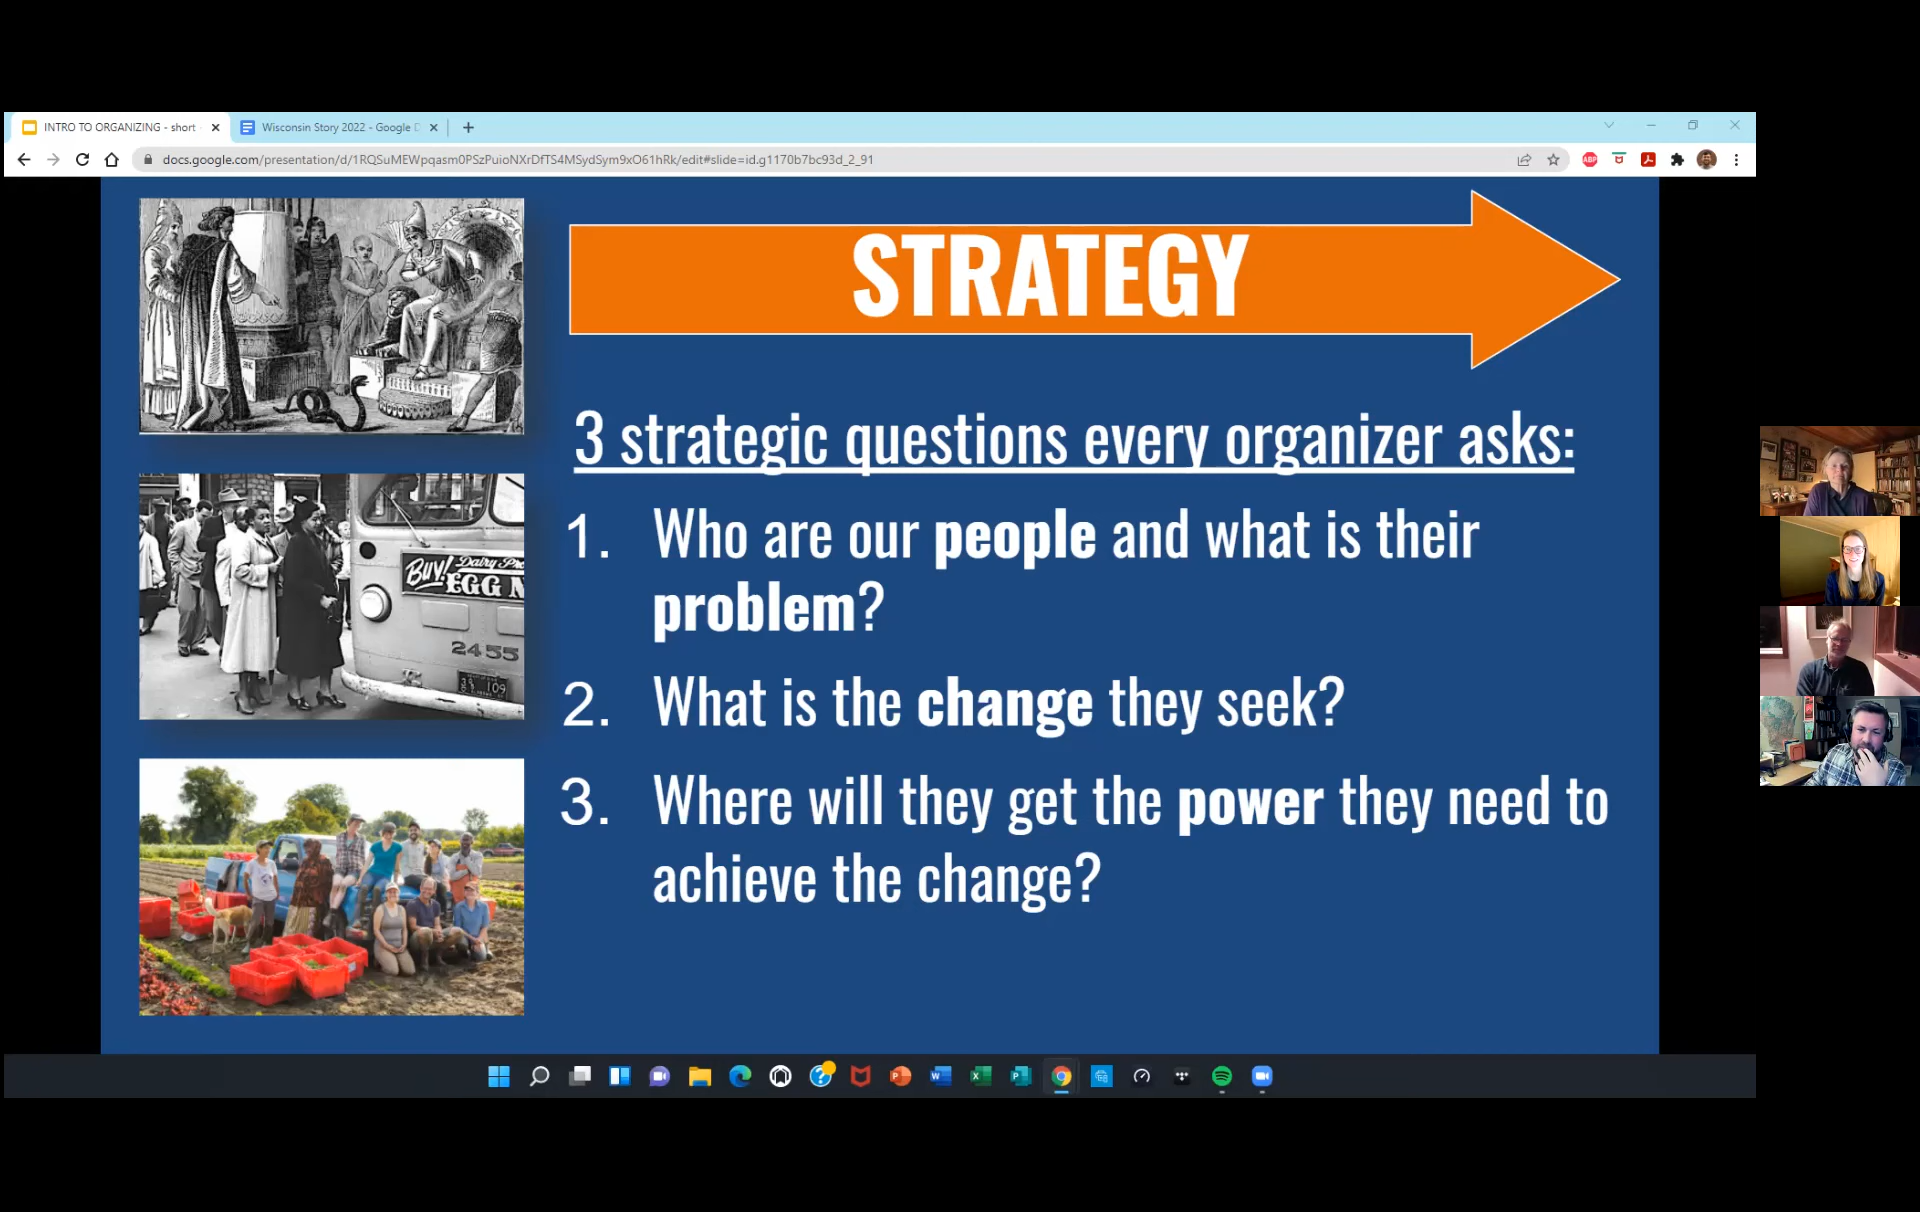 INTRO TO ORGANIZING - short
Wisconsin Story 2022 - Google D
docs.google.com/presentation/d/1RQSuMEWpqasm0PSzPuioNXrDfTS4MSydSym9xO61hRk/edit#slide=id.g1170b7bc93d_2_91
ABP
STRATEGY
3 strategic questions every organizer asks:
1. Who are our people and what is their
problem?
2. What is the change they seek?
3. Where will they get the power they need to
achieve the change?
BUY! Dairy
EGG N
2455
109